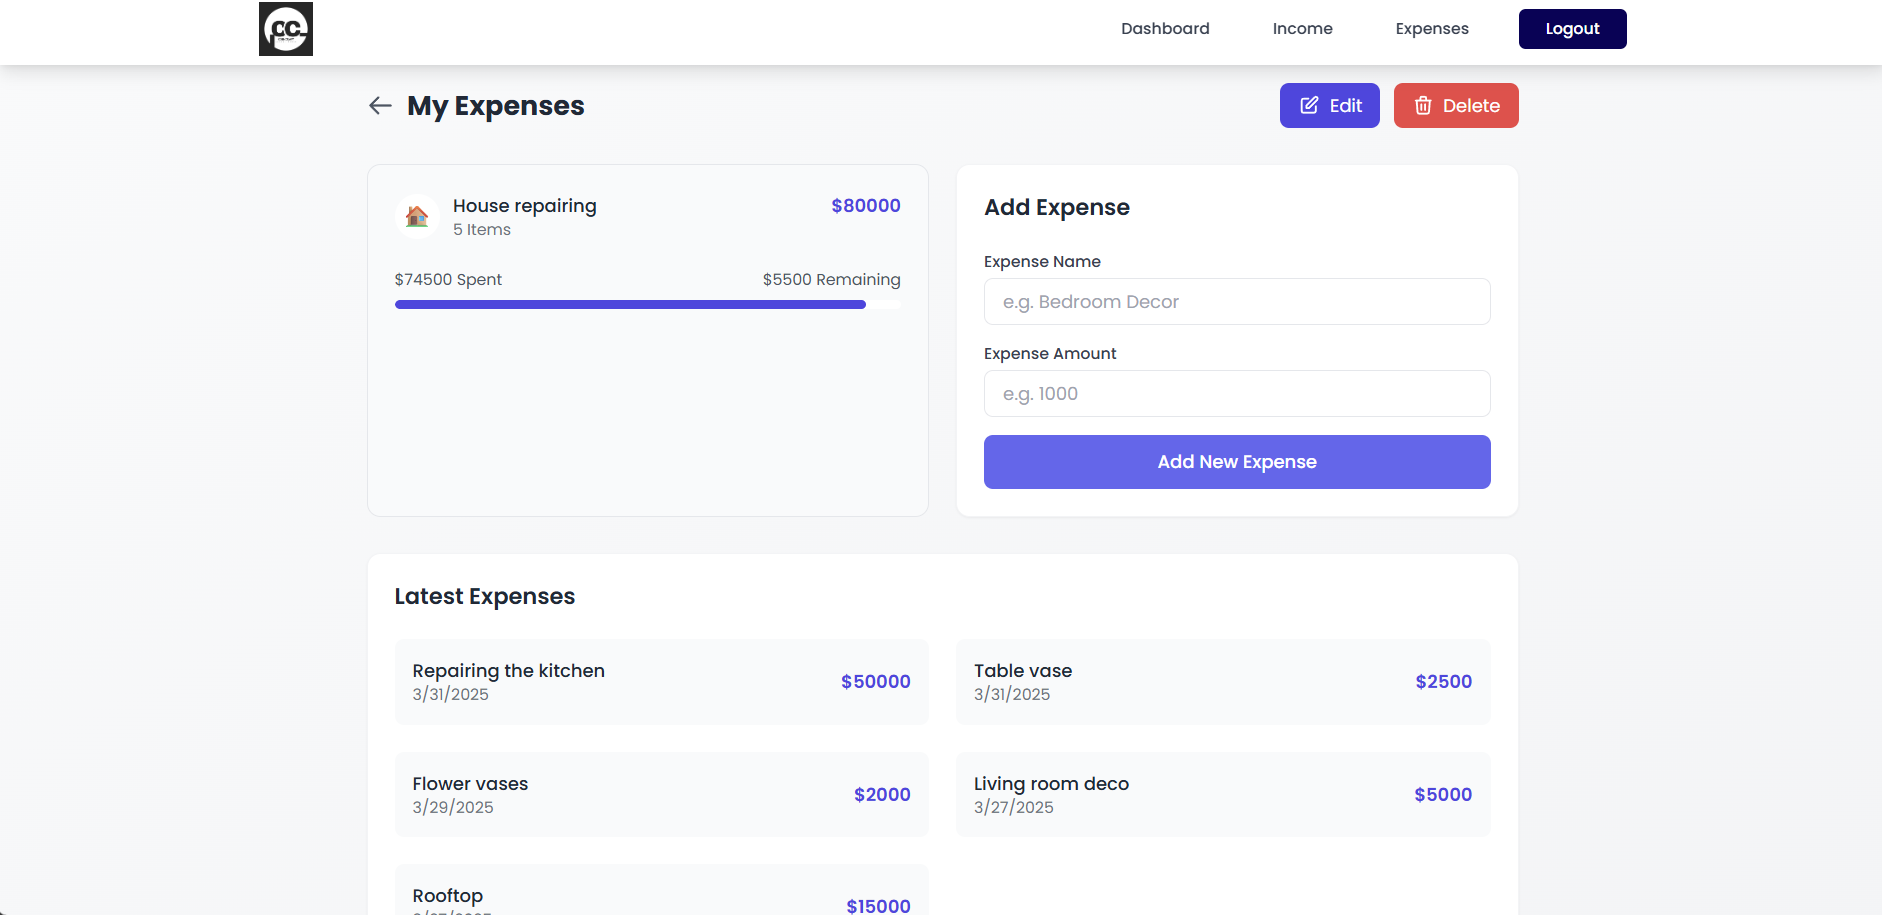 CC
Dashboard
Income
Expenses
Logout
My Expenses
Edit
Delete
House repairing
$80000
5 Items
$74500 Spent
$5500 Remaining
Add Expense
Expense Name
e.g. Bedroom Decor
Expense Amount
e.g. 1000
Add New Expense
Latest Expenses
Repairing the kitchen
3/31/2025
$50000
Table vase
3/31/2025
$2500
Flower vases
3/29/2025
$2000
Living room deco
3/27/2025
$5000
Rooftop
$15000